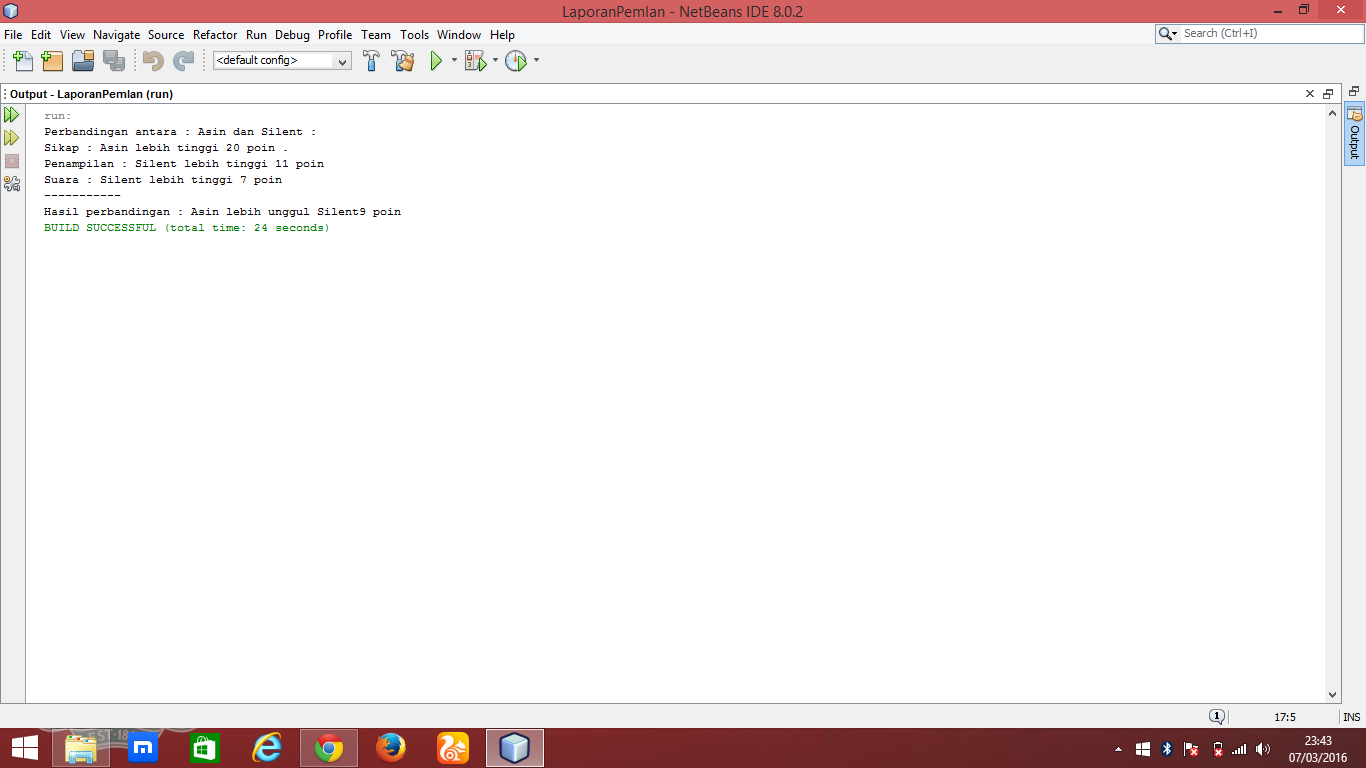 LaporanPemlan - NetBeans IDE 8.0.2
File Edit View Navigate Source Refactor Run Debug Profile Team Tools Window Help
Search (Ctrl+I)
<default config>
Output - LaporanPemlan (run)
run:
Perbandingan antara : Asin dan Silent :
Sikap : Asin lebih tinggi 20 poin .
Penampilan : Silent lebih tinggi 11 poin
Suara : Silent lebih tinggi 7 poin
-----------
Hasil perbandingan : Asin lebih unggul Silent9 poin
BUILD SUCCESSFUL (total time: 24 seconds)
Output
1
17:5
INS
23:43
07/03/2016